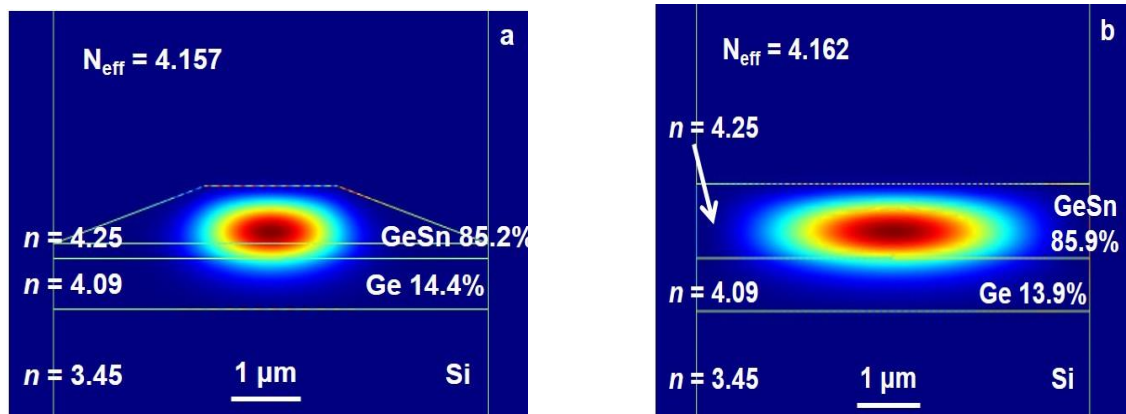 a
N_eff = 4.157
n = 4.25
GeSn 85.2%
n = 4.09
Ge 14.4%
n = 3.45
1 µm
Si
b
N_eff = 4.162
n = 4.25
GeSn
85.9%
n = 4.09
Ge 13.9%
n = 3.45
1 µm
Si